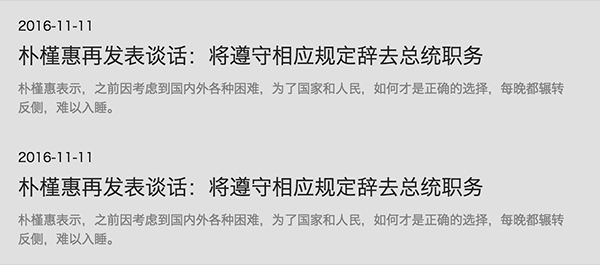 2016-11-11
朴槿惠再发表谈话：将遵守相应规定辞去总统职务
朴槿惠表示，之前因考虑到国内外各种困难，为了国家和人民，如何才是正确的选择，每晚都辗转
反侧，难以入睡。
2016-11-11
朴槿惠再发表谈话：将遵守相应规定辞去总统职务
朴槿惠表示，之前因考虑到国内外各种困难，为了国家和人民，如何才是正确的选择，每晚都辗转
反侧，难以入睡。